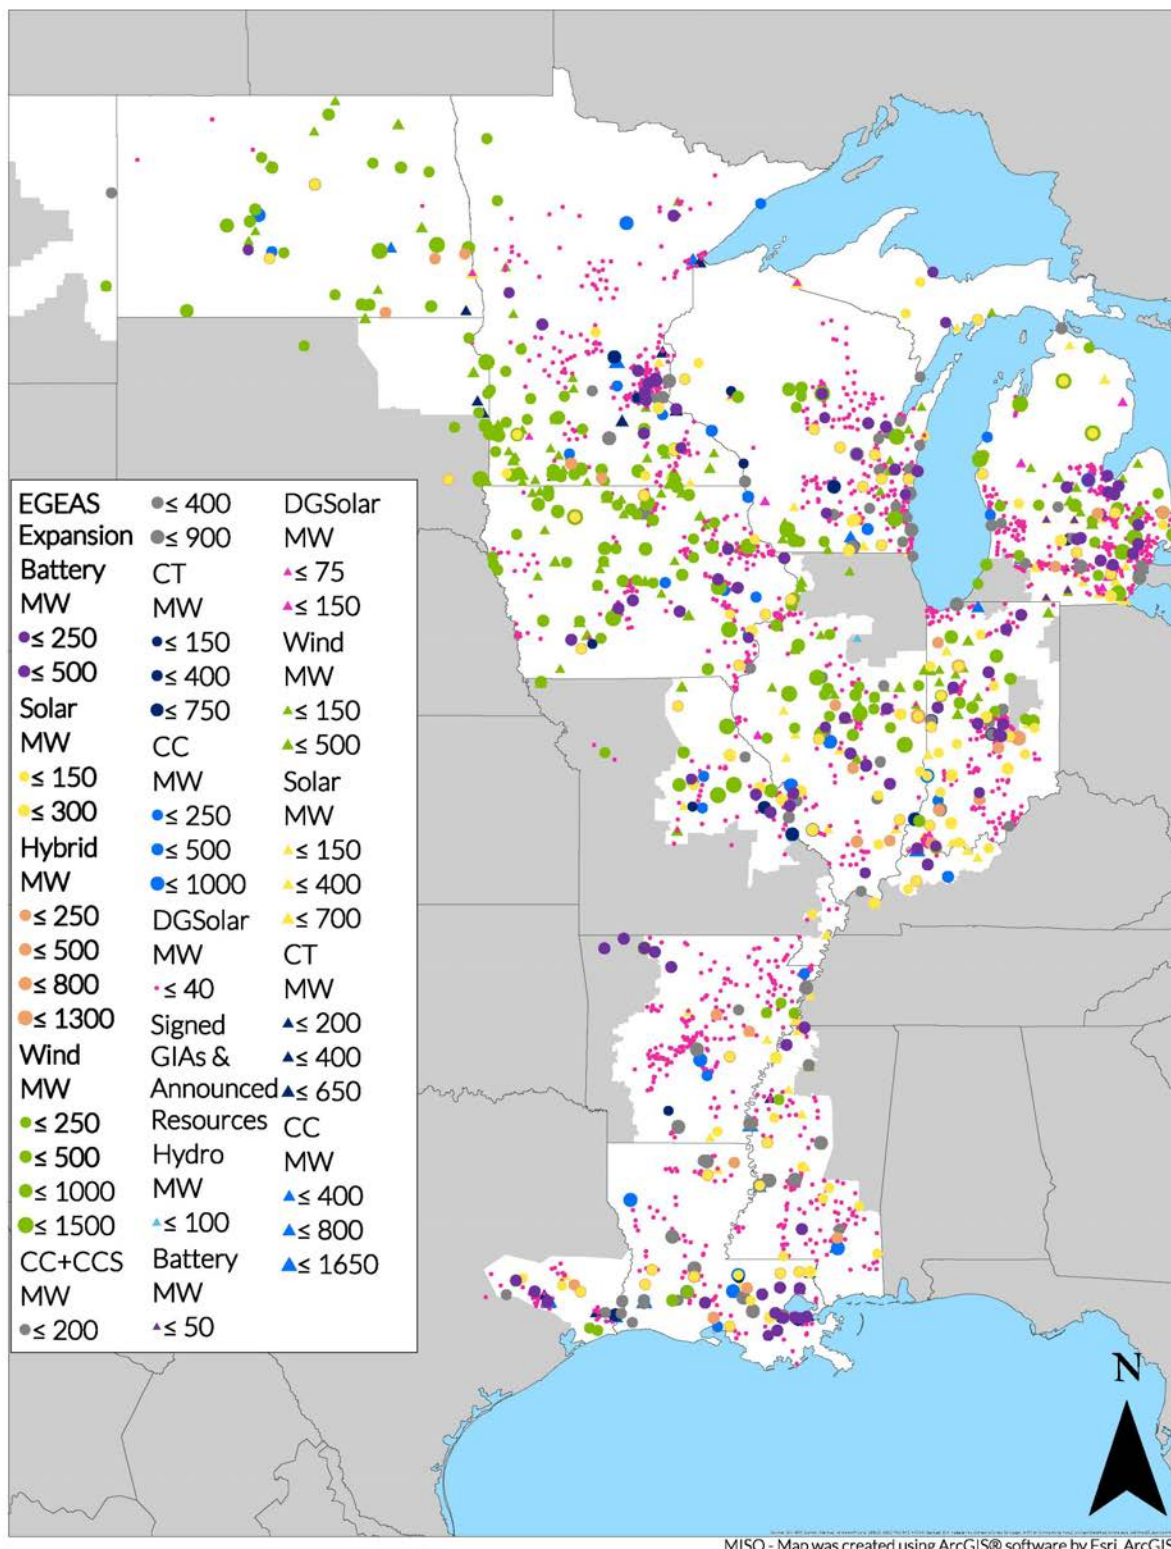 EGEAS
Expansion
Battery
MW
≤ 250
≤ 500
Solar
MW
≤ 150
≤ 300
Hybrid
MW
≤ 250
≤ 500
≤ 800
≤ 1300
Wind
MW
≤ 250
≤ 500
≤ 1000
≤ 1500
CC+CCS
MW
≤ 200
≤ 400
≤ 900
CT
MW
≤ 150
≤ 400
≤ 750
CC
MW
≤ 250
≤ 500
≤ 1000
DGSolar
MW
≤ 40
Signed
GIAs &
Announced
Resources
Hydro
MW
≤ 100
Battery
MW
≤ 50
DGSolar
MW
≤ 75
≤ 150
Wind
MW
≤ 150
≤ 500
Solar
MW
≤ 150
≤ 400
≤ 700
CT
MW
≤ 200
≤ 400
≤ 650
CC
MW
≤ 400
≤ 800
≤ 1650
N
MISO - Map was created using ArcGIS® software by Esri. ArcGIS